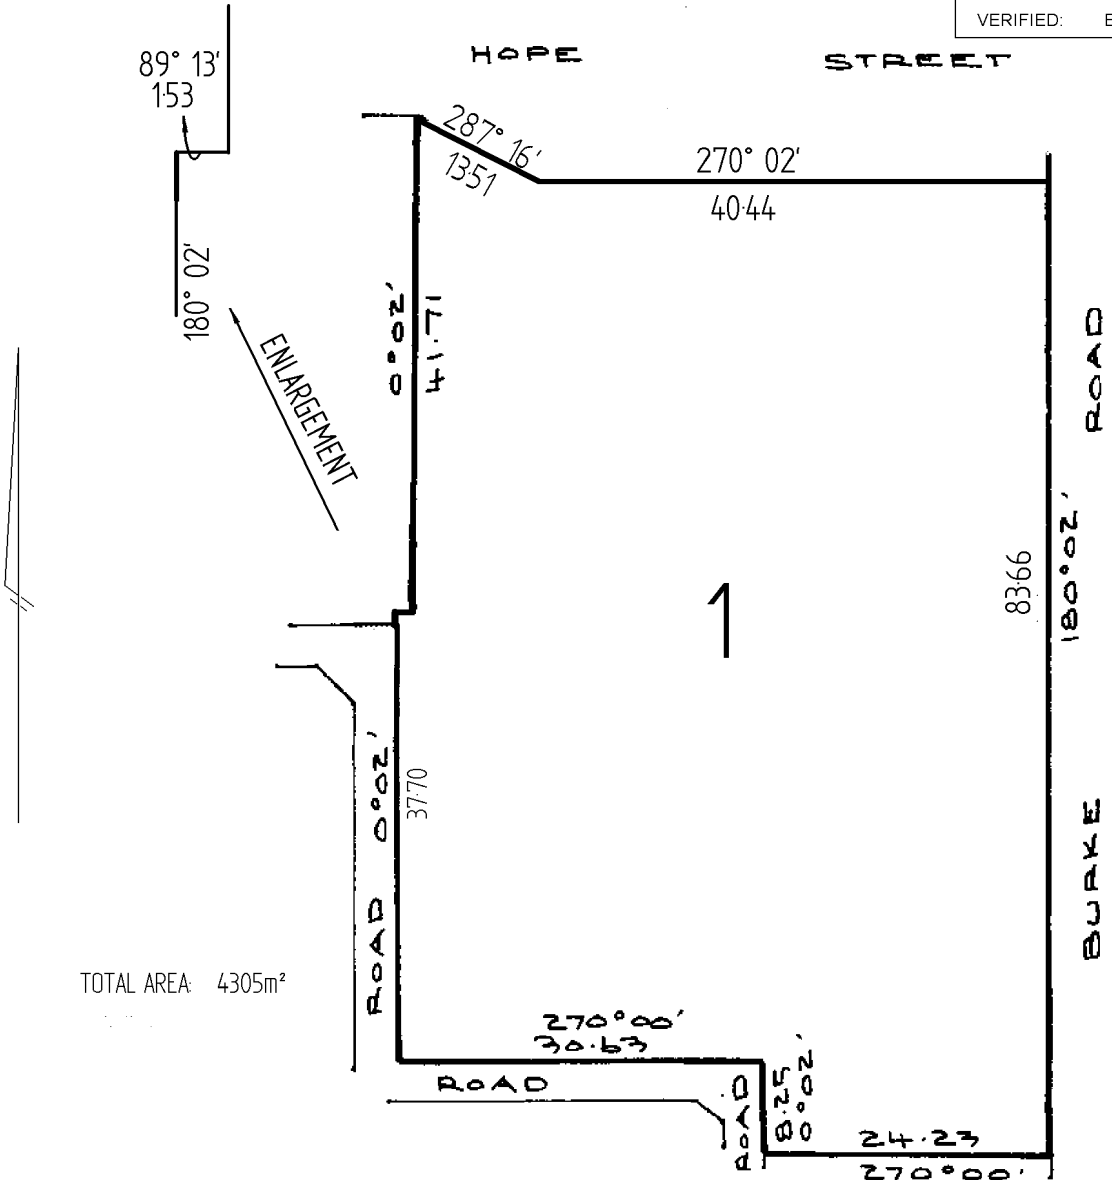 VERIFIED:
HOPE STREET
89° 13'
1·53
287° 16'
13·51
270° 02'
40·44
180° 02'
ENLARGEMENT
0°02'
41.71
ROAD
83·66
180°02'
1
ROAD 0°02'
37·70
BURKE
TOTAL AREA: 4305m²
270°00'
30.63
ROAD
ROAD
8.25
0°02'
24.23
270°00'